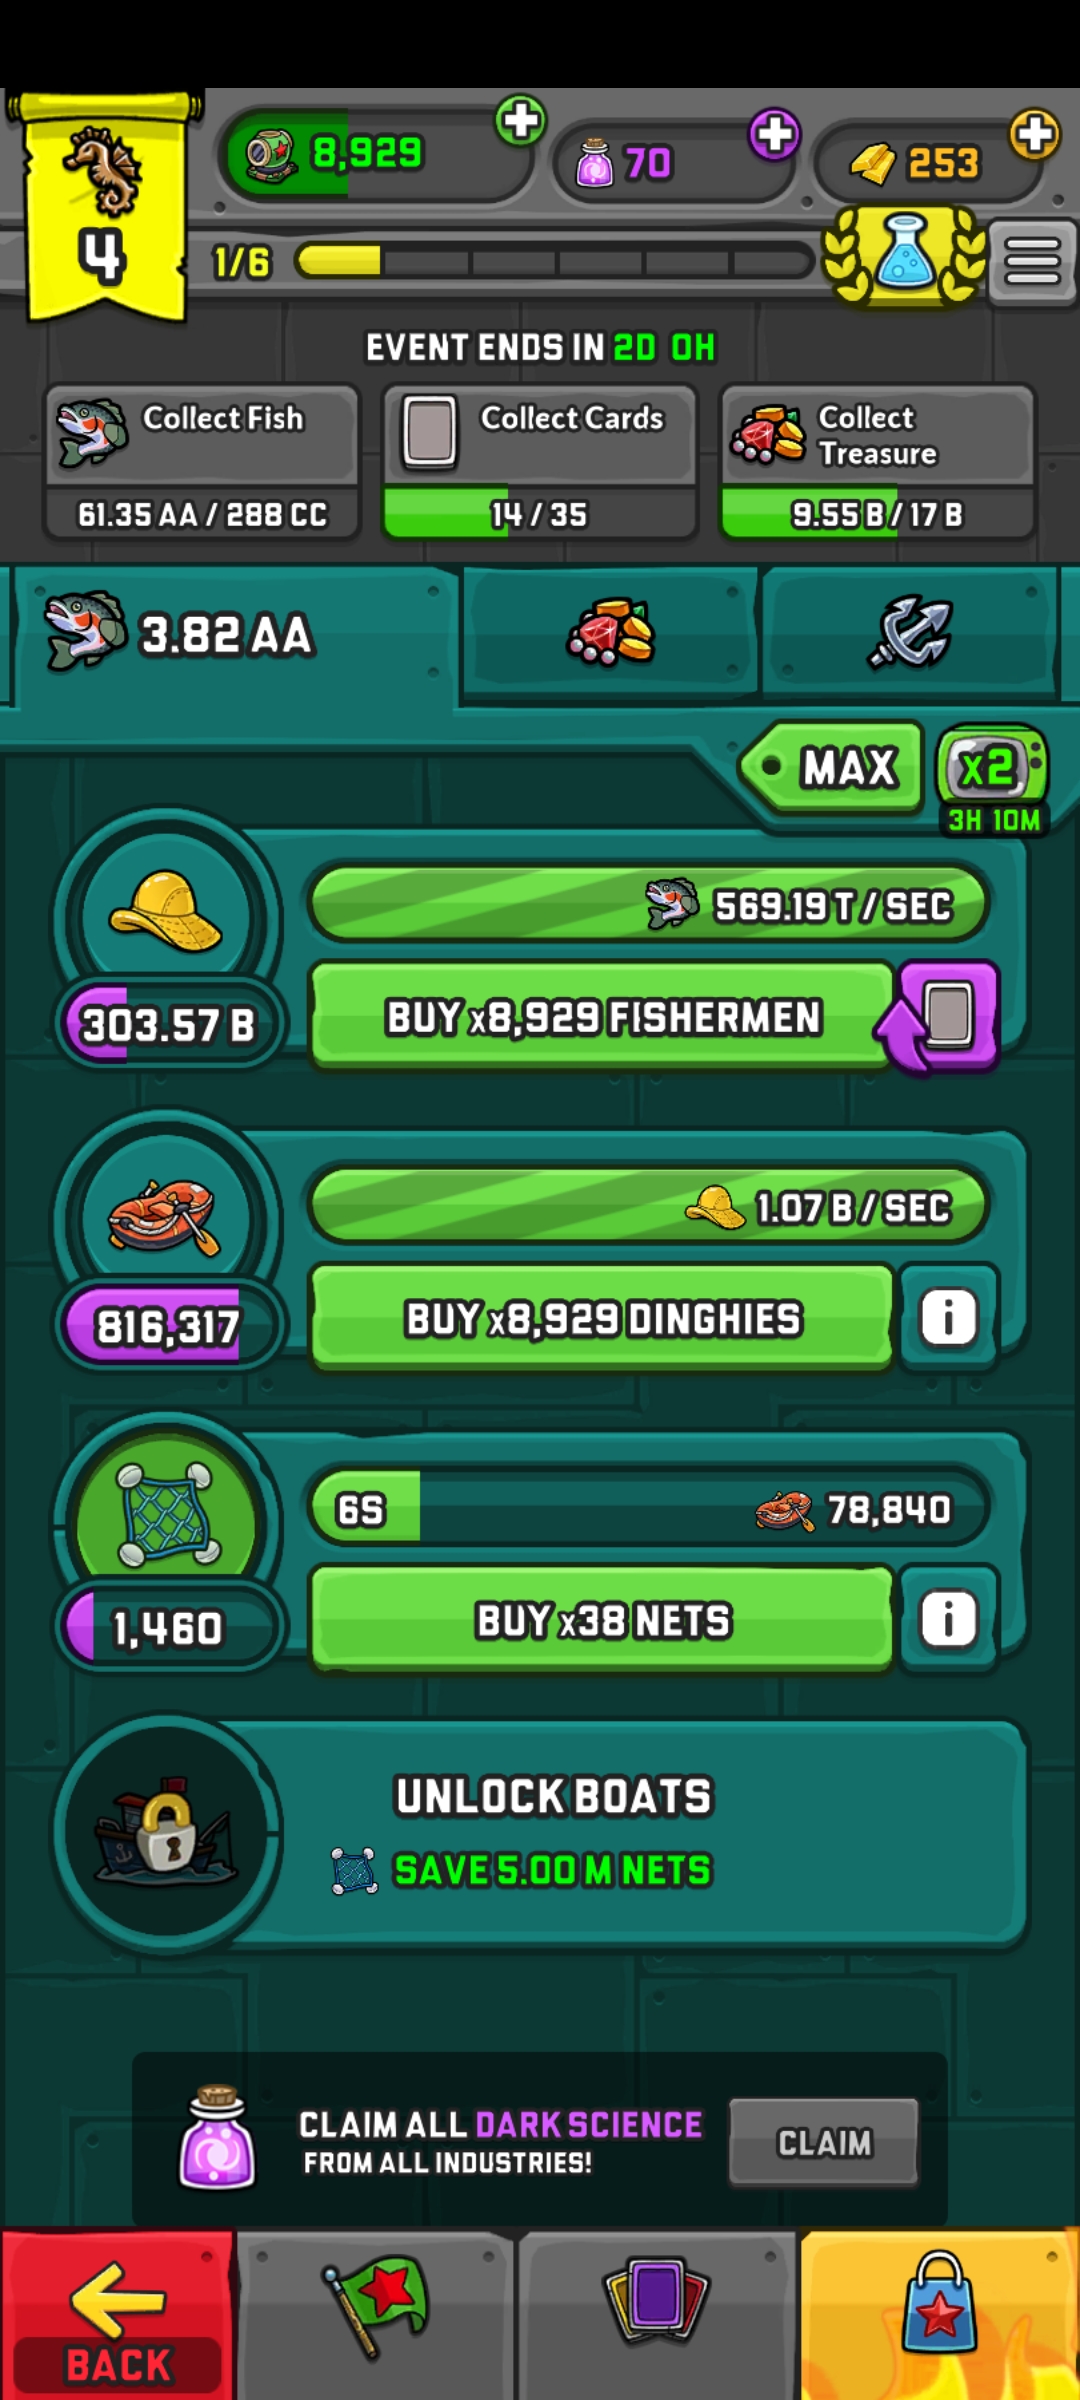 8,929
70
253
4
1/6
EVENT ENDS IN 2D 0H
Collect Fish
61.35 AA / 288 CC
Collect Cards
14 / 35
Collect
Treasure
9.55 B / 17 B
3.82 AA
MAX
x2
3H 10M
569.19 T / SEC
303.57 B
BUY x8,929 FISHERMEN
1.07 B / SEC
816,317
BUY x8,929 DINGHIES
6S
78,840
1,460
BUY x38 NETS
UNLOCK BOATS
SAVE 5.00 M NETS
CLAIM ALL DARK SCIENCE
FROM ALL INDUSTRIES!
CLAIM
BACK